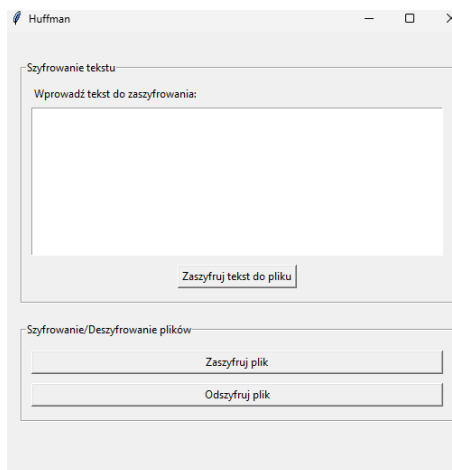 Huffman
Szyfrowanie tekstu
Wprowadź tekst do zaszyfrowania:
Zaszyfruj tekst do pliku
Szyfrowanie/Deszyfrowanie plików
Zaszyfruj plik
Odszyfruj plik